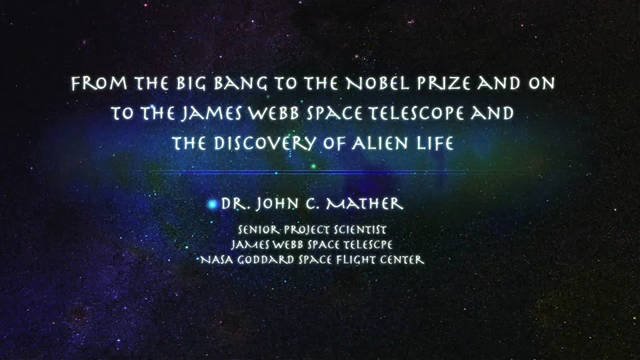 From the Big Bang to the Nobel Prize and on
to the James Webb Space Telescope and
the Discovery of Alien Life
Dr. John C. Mather
Senior Project Scientist
James Webb Space Telescpe
NASA Goddard Space Flight Center